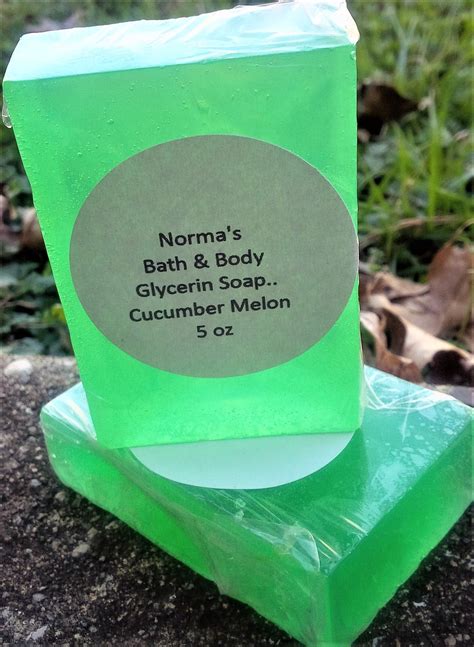 Norma's
Bath & Body
Glycerin Soap..
Cucumber Melon
5 oz